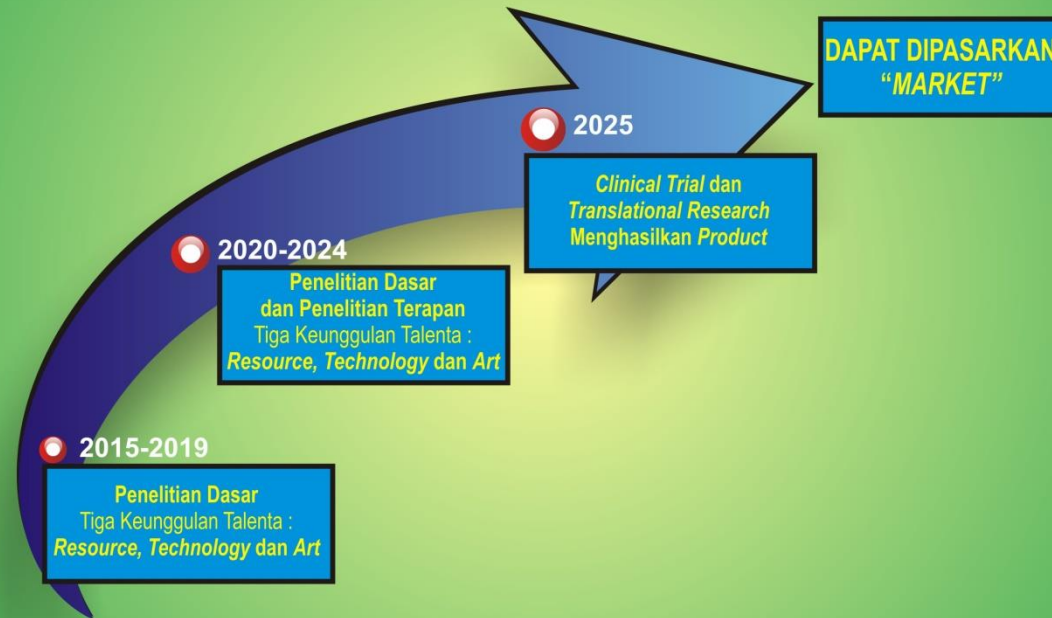 DAPAT DIPASARKAN
“MARKET”
2025
Clinical Trial dan
Translational Research
Menghasilkan Product
2020-2024
Penelitian Dasar
dan Penelitian Terapan
Tiga Keunggulan Talenta :
Resource, Technology dan Art
2015-2019
Penelitian Dasar
Tiga Keunggulan Talenta :
Resource, Technology dan Art